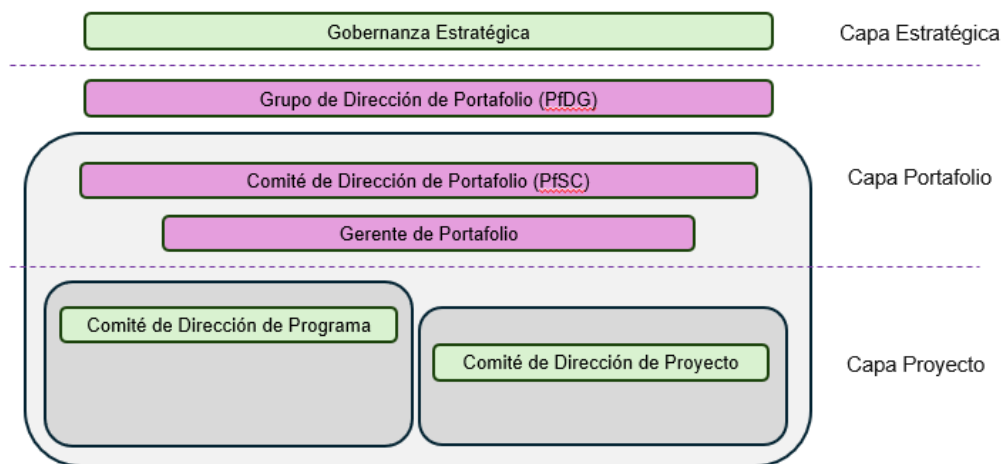 Gobernanza Estratégica
Capa Estratégica
Grupo de Dirección de Portafolio (PfDG)
Comité de Dirección de Portafolio (PfSC)
Capa Portafolio
Gerente de Portafolio
Comité de Dirección de Programa
Comité de Dirección de Proyecto
Capa Proyecto